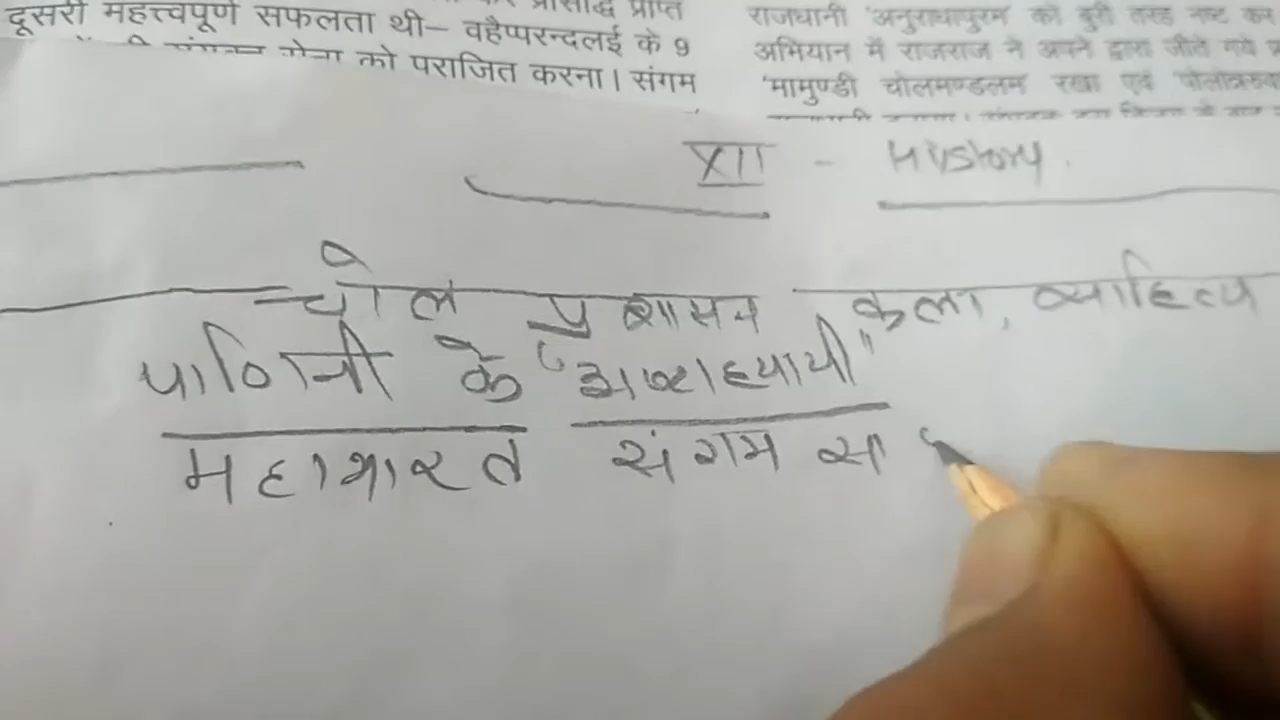 प्रसिद्धि प्राप्त
दूसरी महत्त्वपूर्ण सफलता थी– वहैप्परन्दलई के 9
को पराजित करना। संगम
राजधानी 'अनुराधापुरम' को बुरी तरह नष्ट कर
अभियान में राजराज ने अपने द्वारा जीते गये
'मामुण्डी चोलमण्डलम' रखा एवं
XII - History.
चोल प्रशासन कला, साहित्य
पाणिनी के "अष्टाध्यायी"
महाभारत संगम सा